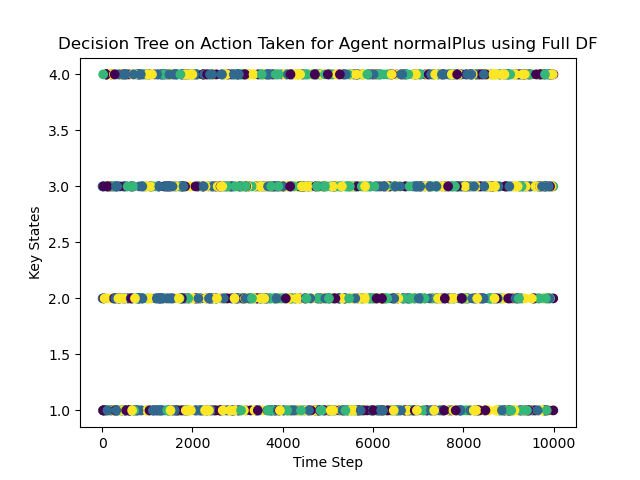 Decision Tree on Action Taken for Agent normalPlus using Full DF
4.0
3.5
3.0
2.5
2.0
1.5
1.0
Key States
0 2000 4000 6000 8000 10000
Time Step